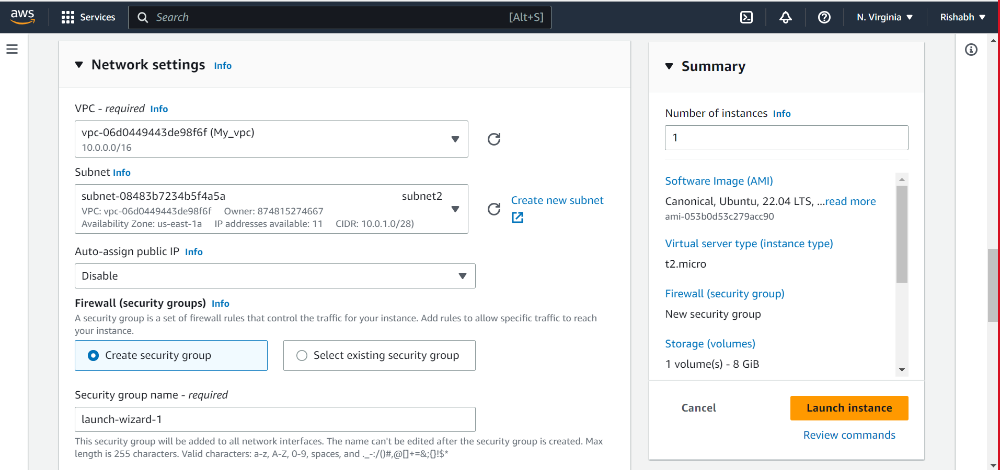 aws
Services
Search [Alt+S]
N. Virginia
Rishabh
Network settings Info
VPC - required Info
vpc-06d0449443de98f6f (My_vpc)
10.0.0.0/16
Subnet Info
subnet-08483b7234b5f4a5a subnet2
VPC: vpc-06d0449443de98f6f Owner: 874815274667
Availability Zone: us-east-1a IP addresses available: 11 CIDR: 10.0.1.0/28)
Create new subnet
Auto-assign public IP Info
Disable
Firewall (security groups) Info
A security group is a set of firewall rules that control the traffic for your instance. Add rules to allow specific traffic to reach
your instance.
Create security group
Select existing security group
Security group name - required
launch-wizard-1
This security group will be added to all network interfaces. The name can't be edited after the security group is created. Max
length is 255 characters. Valid characters: a-z, A-Z, 0-9, spaces, and ._-:/()#,@[]+=&;{}!$*
Summary
Number of instances Info
1
Software Image (AMI)
Canonical, Ubuntu, 22.04 LTS, ...read more
ami-053b0d53c279acc90
Virtual server type (instance type)
t2.micro
Firewall (security group)
New security group
Storage (volumes)
1 volume(s) - 8 GiB
Cancel
Launch instance
Review commands